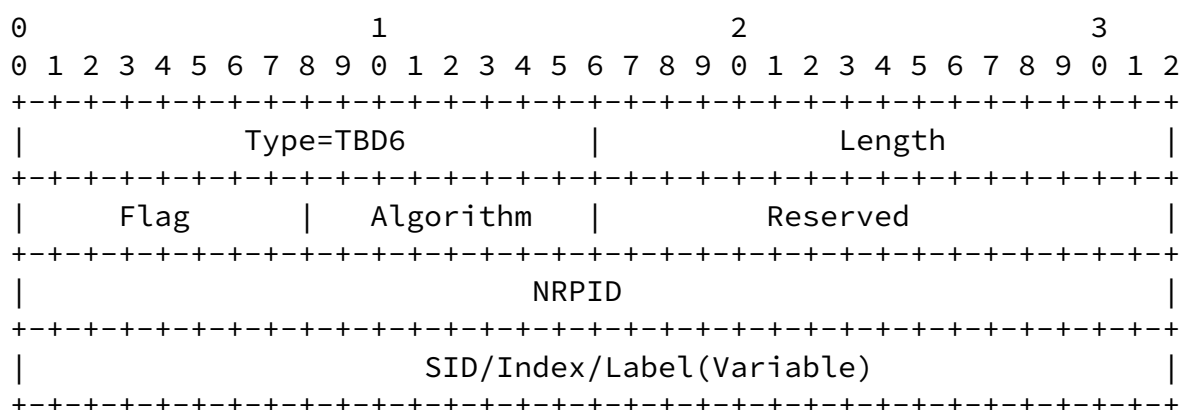 0                   1                   2                   3
0 1 2 3 4 5 6 7 8 9 0 1 2 3 4 5 6 7 8 9 0 1 2 3 4 5 6 7 8 9 0 1 2
+-+-+-+-+-+-+-+-+-+-+-+-+-+-+-+-+-+-+-+-+-+-+-+-+-+-+-+-+-+-+-+-+
|            Type=TBD6          |             Length            |
+-+-+-+-+-+-+-+-+-+-+-+-+-+-+-+-+-+-+-+-+-+-+-+-+-+-+-+-+-+-+-+-+
|     Flag      |   Algorithm   |         Reserved              |
+-+-+-+-+-+-+-+-+-+-+-+-+-+-+-+-+-+-+-+-+-+-+-+-+-+-+-+-+-+-+-+-+
|                            NRPID                              |
+-+-+-+-+-+-+-+-+-+-+-+-+-+-+-+-+-+-+-+-+-+-+-+-+-+-+-+-+-+-+-+-+
|                      SID/Index/Label(Variable)                |
+-+-+-+-+-+-+-+-+-+-+-+-+-+-+-+-+-+-+-+-+-+-+-+-+-+-+-+-+-+-+-+-+